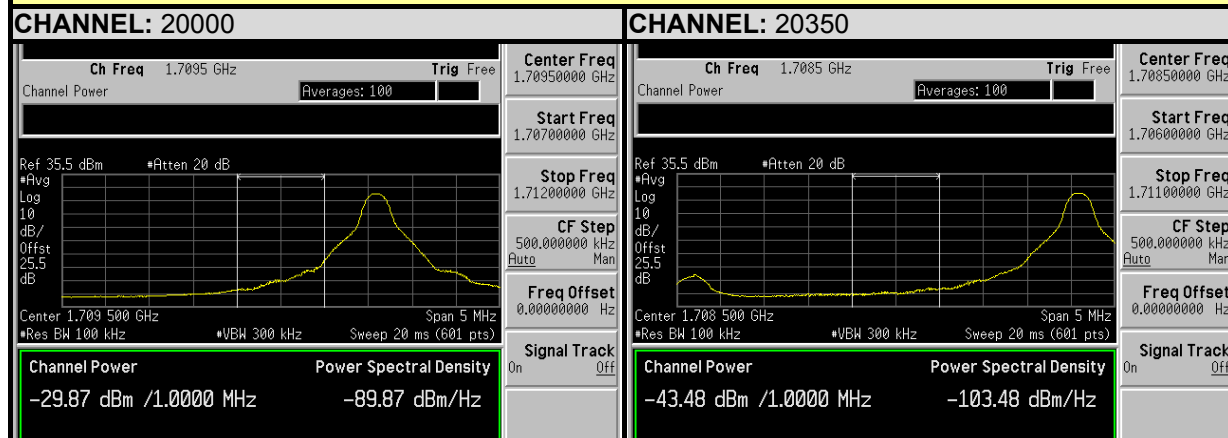 CHANNEL: 20000
Ch Freq 1.7095 GHz Trig Free
Channel Power Averages: 100
Ref 35.5 dBm #Atten 20 dB
#Avg
Log
10
dB/
Offst
25.5
dB
Center 1.709 500 GHz Span 5 MHz
#Res BW 100 kHz #VBW 300 kHz Sweep 20 ms (601 pts)
Channel Power Power Spectral Density
-29.87 dBm /1.0000 MHz -89.87 dBm/Hz
Center Freq
1.70950000 GHz
Start Freq
1.70700000 GHz
Stop Freq
1.71200000 GHz
CF Step
500.000000 kHz
Auto Man
Freq Offset
0.00000000 Hz
Signal Track
On Off
CHANNEL: 20350
Ch Freq 1.7085 GHz Trig Free
Channel Power Averages: 100
Ref 35.5 dBm #Atten 20 dB
#Avg
Log
10
dB/
Offst
25.5
dB
Center 1.708 500 GHz Span 5 MHz
#Res BW 100 kHz #VBW 300 kHz Sweep 20 ms (601 pts)
Channel Power Power Spectral Density
-43.48 dBm /1.0000 MHz -103.48 dBm/Hz
Center Freq
1.70850000 GHz
Start Freq
1.70600000 GHz
Stop Freq
1.71100000 GHz
CF Step
500.000000 kHz
Auto Man
Freq Offset
0.00000000 Hz
Signal Track
On Off